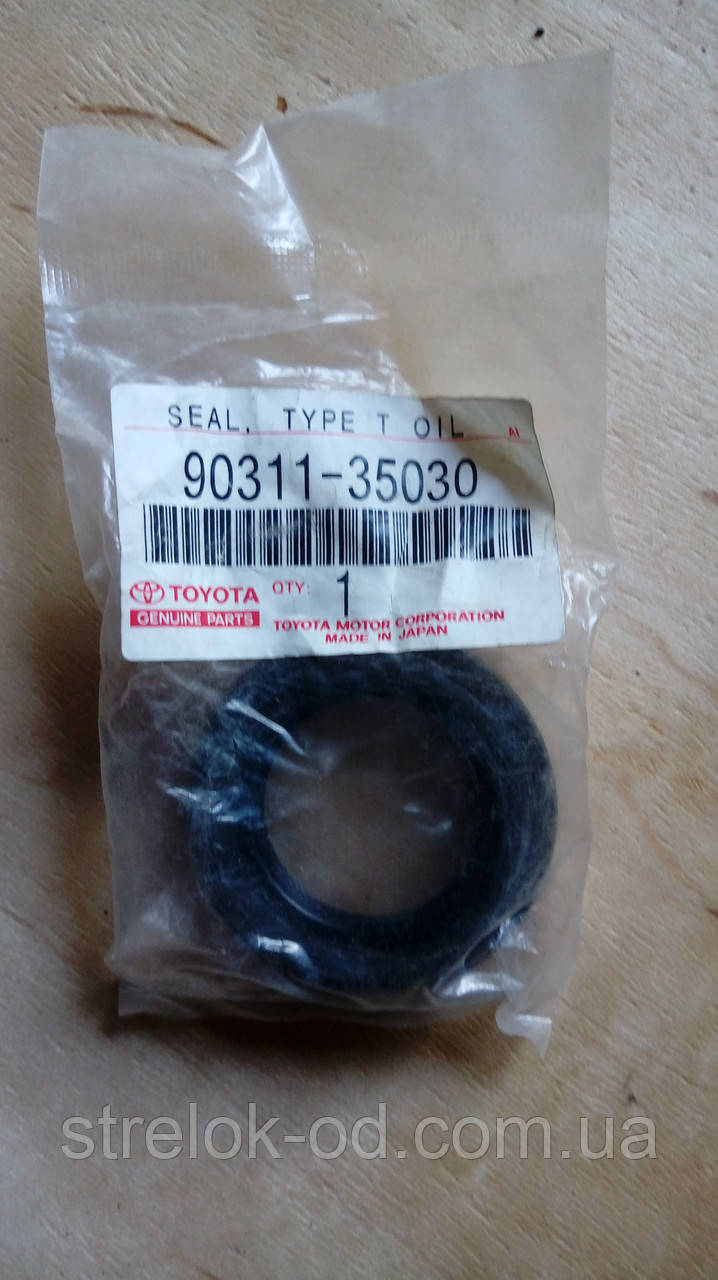 SEAL, TYPE T OIL A1
90311-35030
TOYOTA QTY: 1
GENUINE PARTS TOYOTA MOTOR CORPORATION
MADE IN JAPAN
strelok-od.com.ua